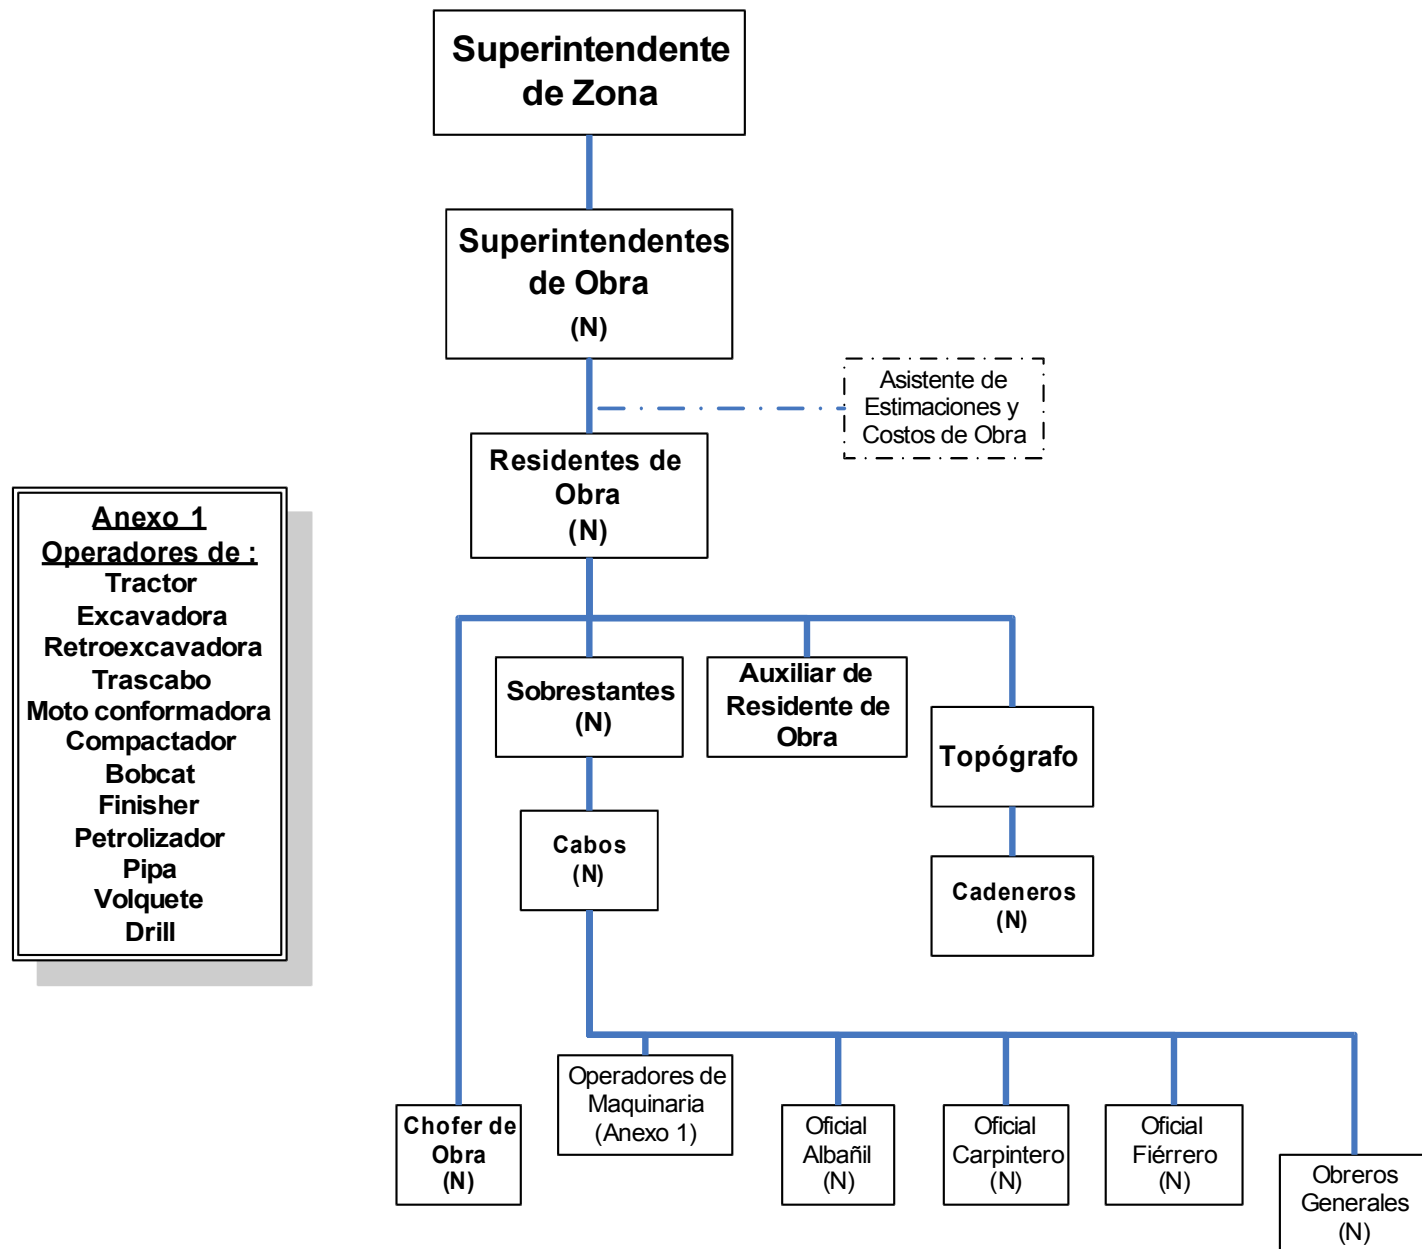 Superintendente
de Zona
Superintendentes
de Obra
(N)
Asistente de
Estimaciones y
Costos de Obra
Residentes de
Obra
(N)
Anexo 1
Operadores de :
Tractor
Excavadora
Retroexcavadora
Trascabo
Moto conformadora
Compactador
Bobcat
Finisher
Petrolizador
Pipa
Volquete
Drill
Sobrestantes
(N)
Auxiliar de
Residente de
Obra
Topógrafo
Cabos
(N)
Cadeneros
(N)
Chofer de
Obra
(N)
Operadores de
Maquinaria
(Anexo 1)
Oficial
Albañil
(N)
Oficial
Carpintero
(N)
Oficial
Fiérrero
(N)
Obreros
Generales
(N)